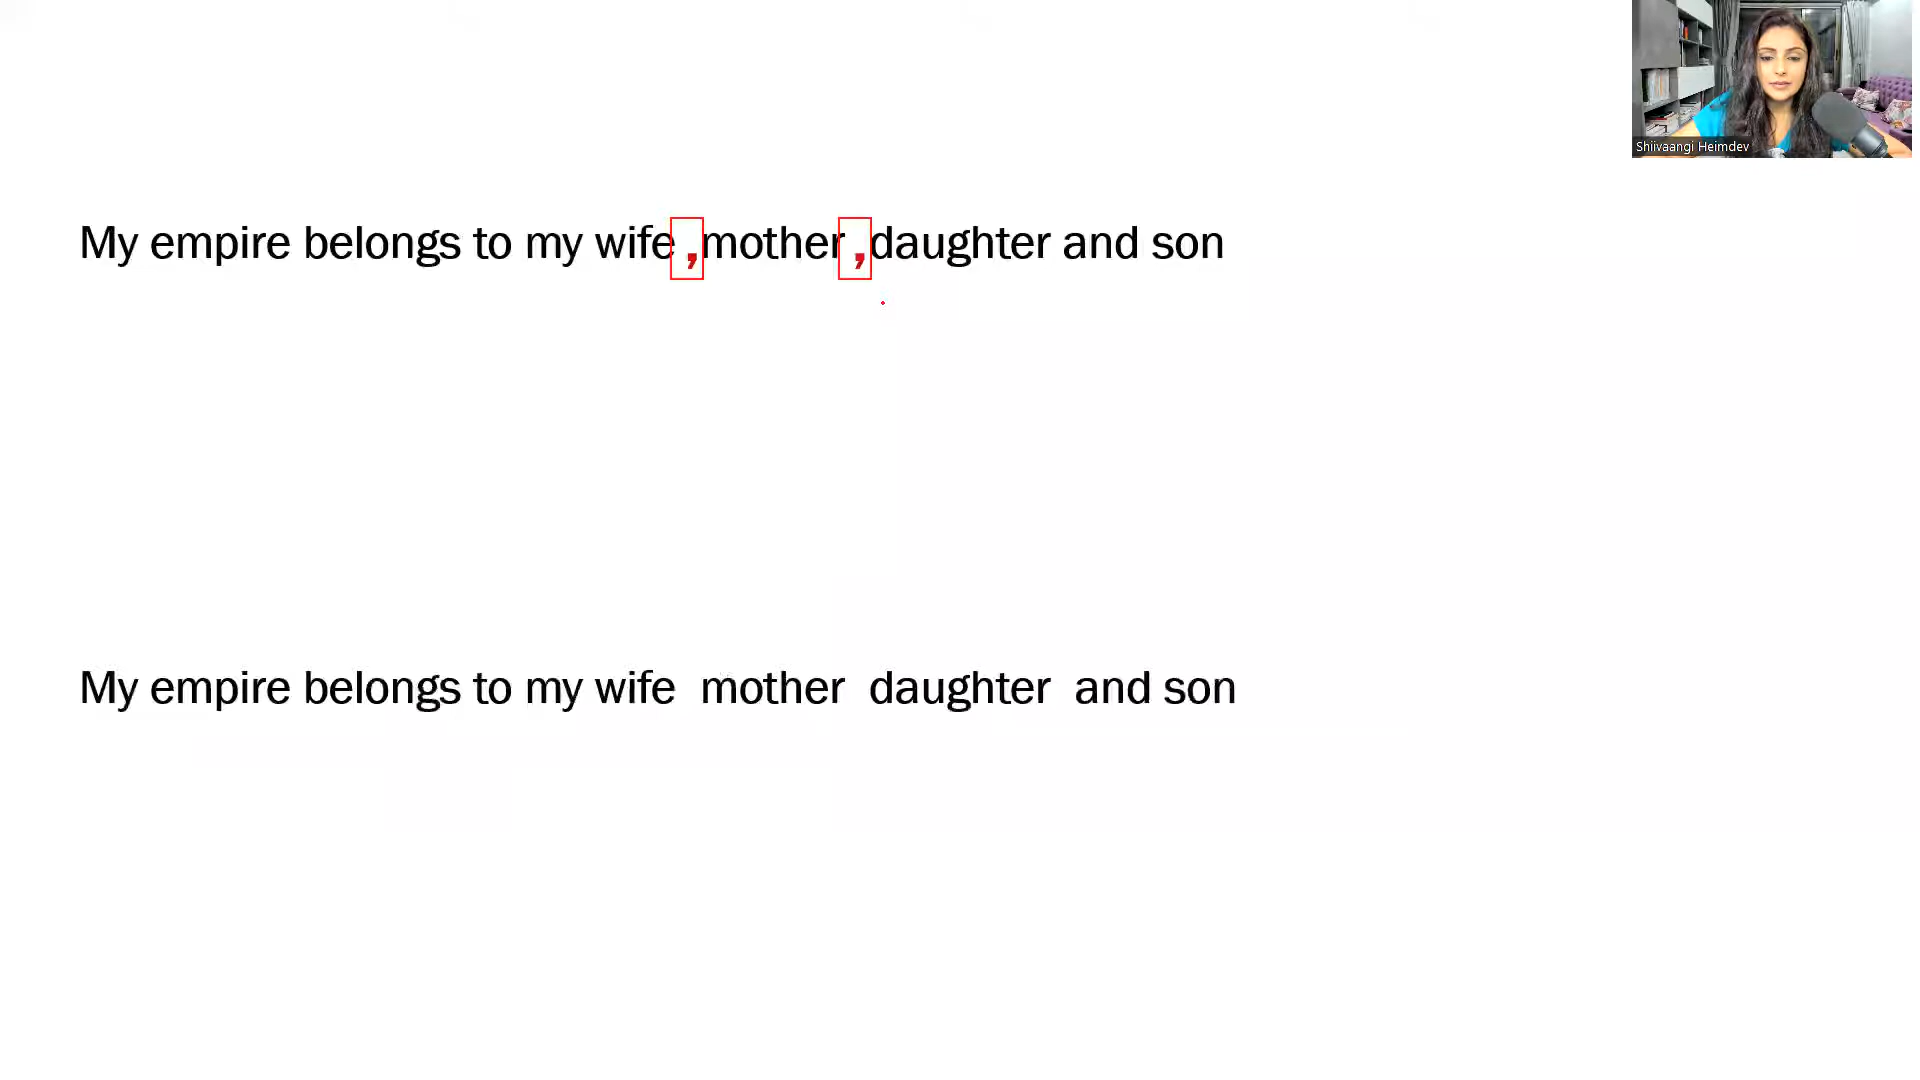 Shiivaangi Heimdev
My empire belongs to my wife , mother , daughter and son
My empire belongs to my wife mother daughter and son